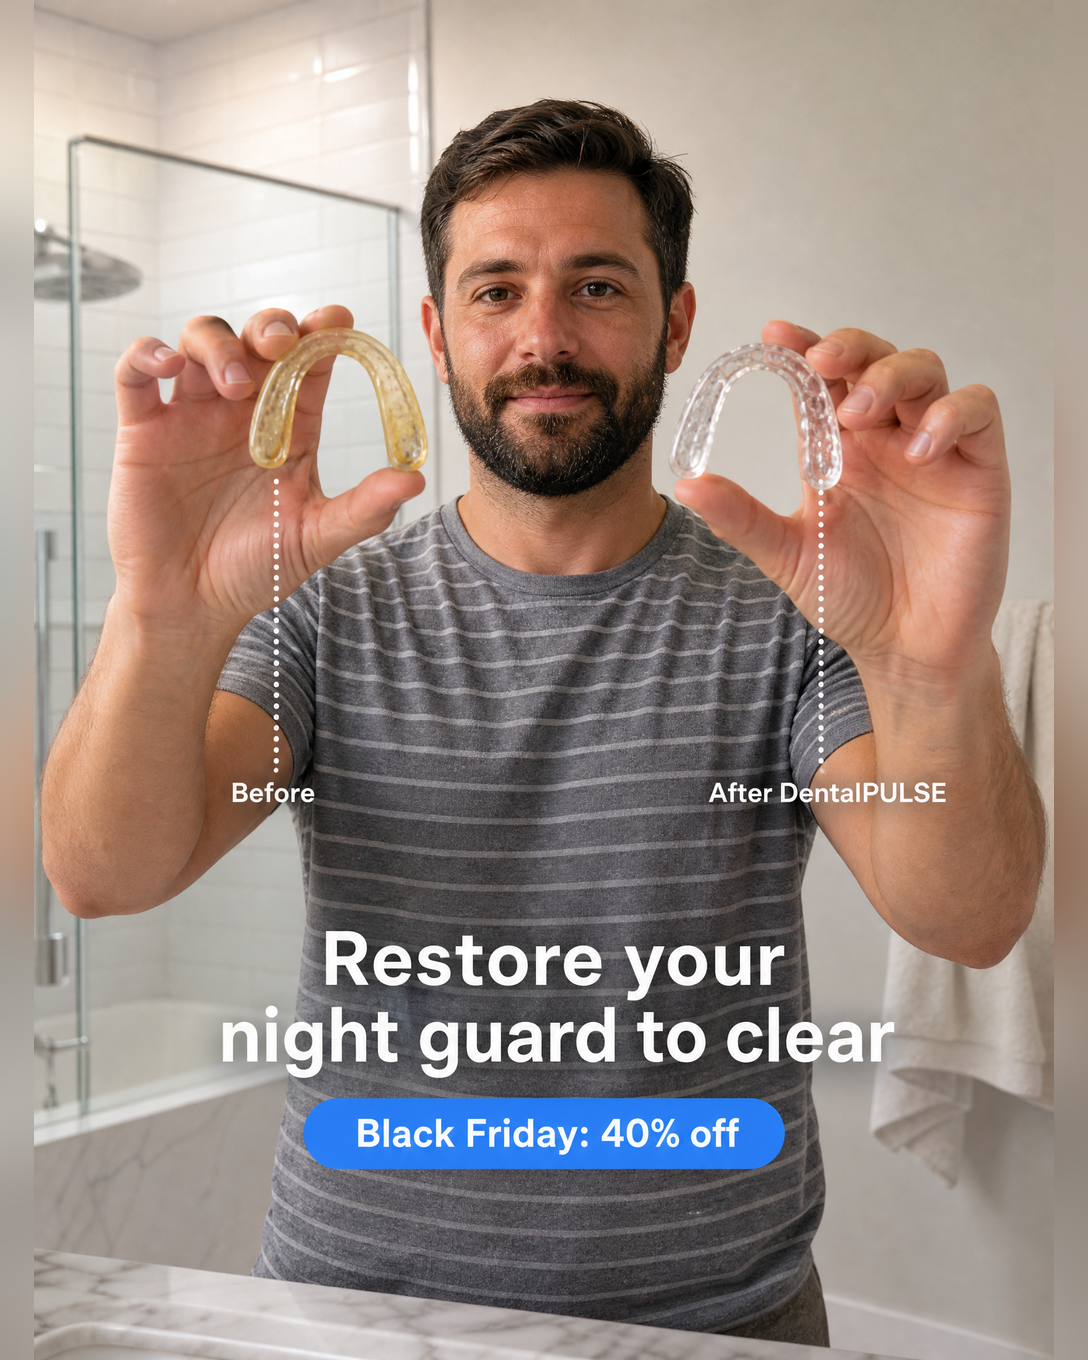 Before
After DentalPULSE
Restore your
night guard to clear
Black Friday: 40% off